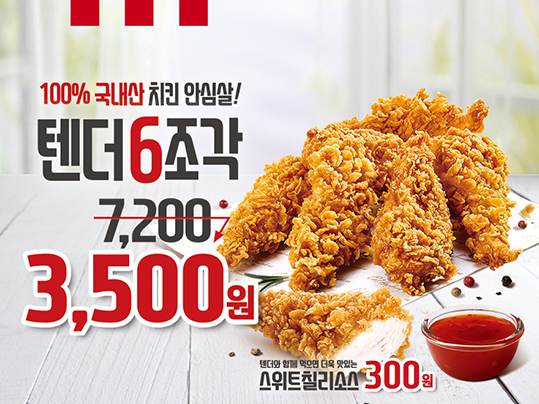 100% 국내산 치킨 안심살!
텐더6조각
7,200
3,500원
텐더와 함께 먹으면 더욱 맛있는
스위트칠리소스 300원